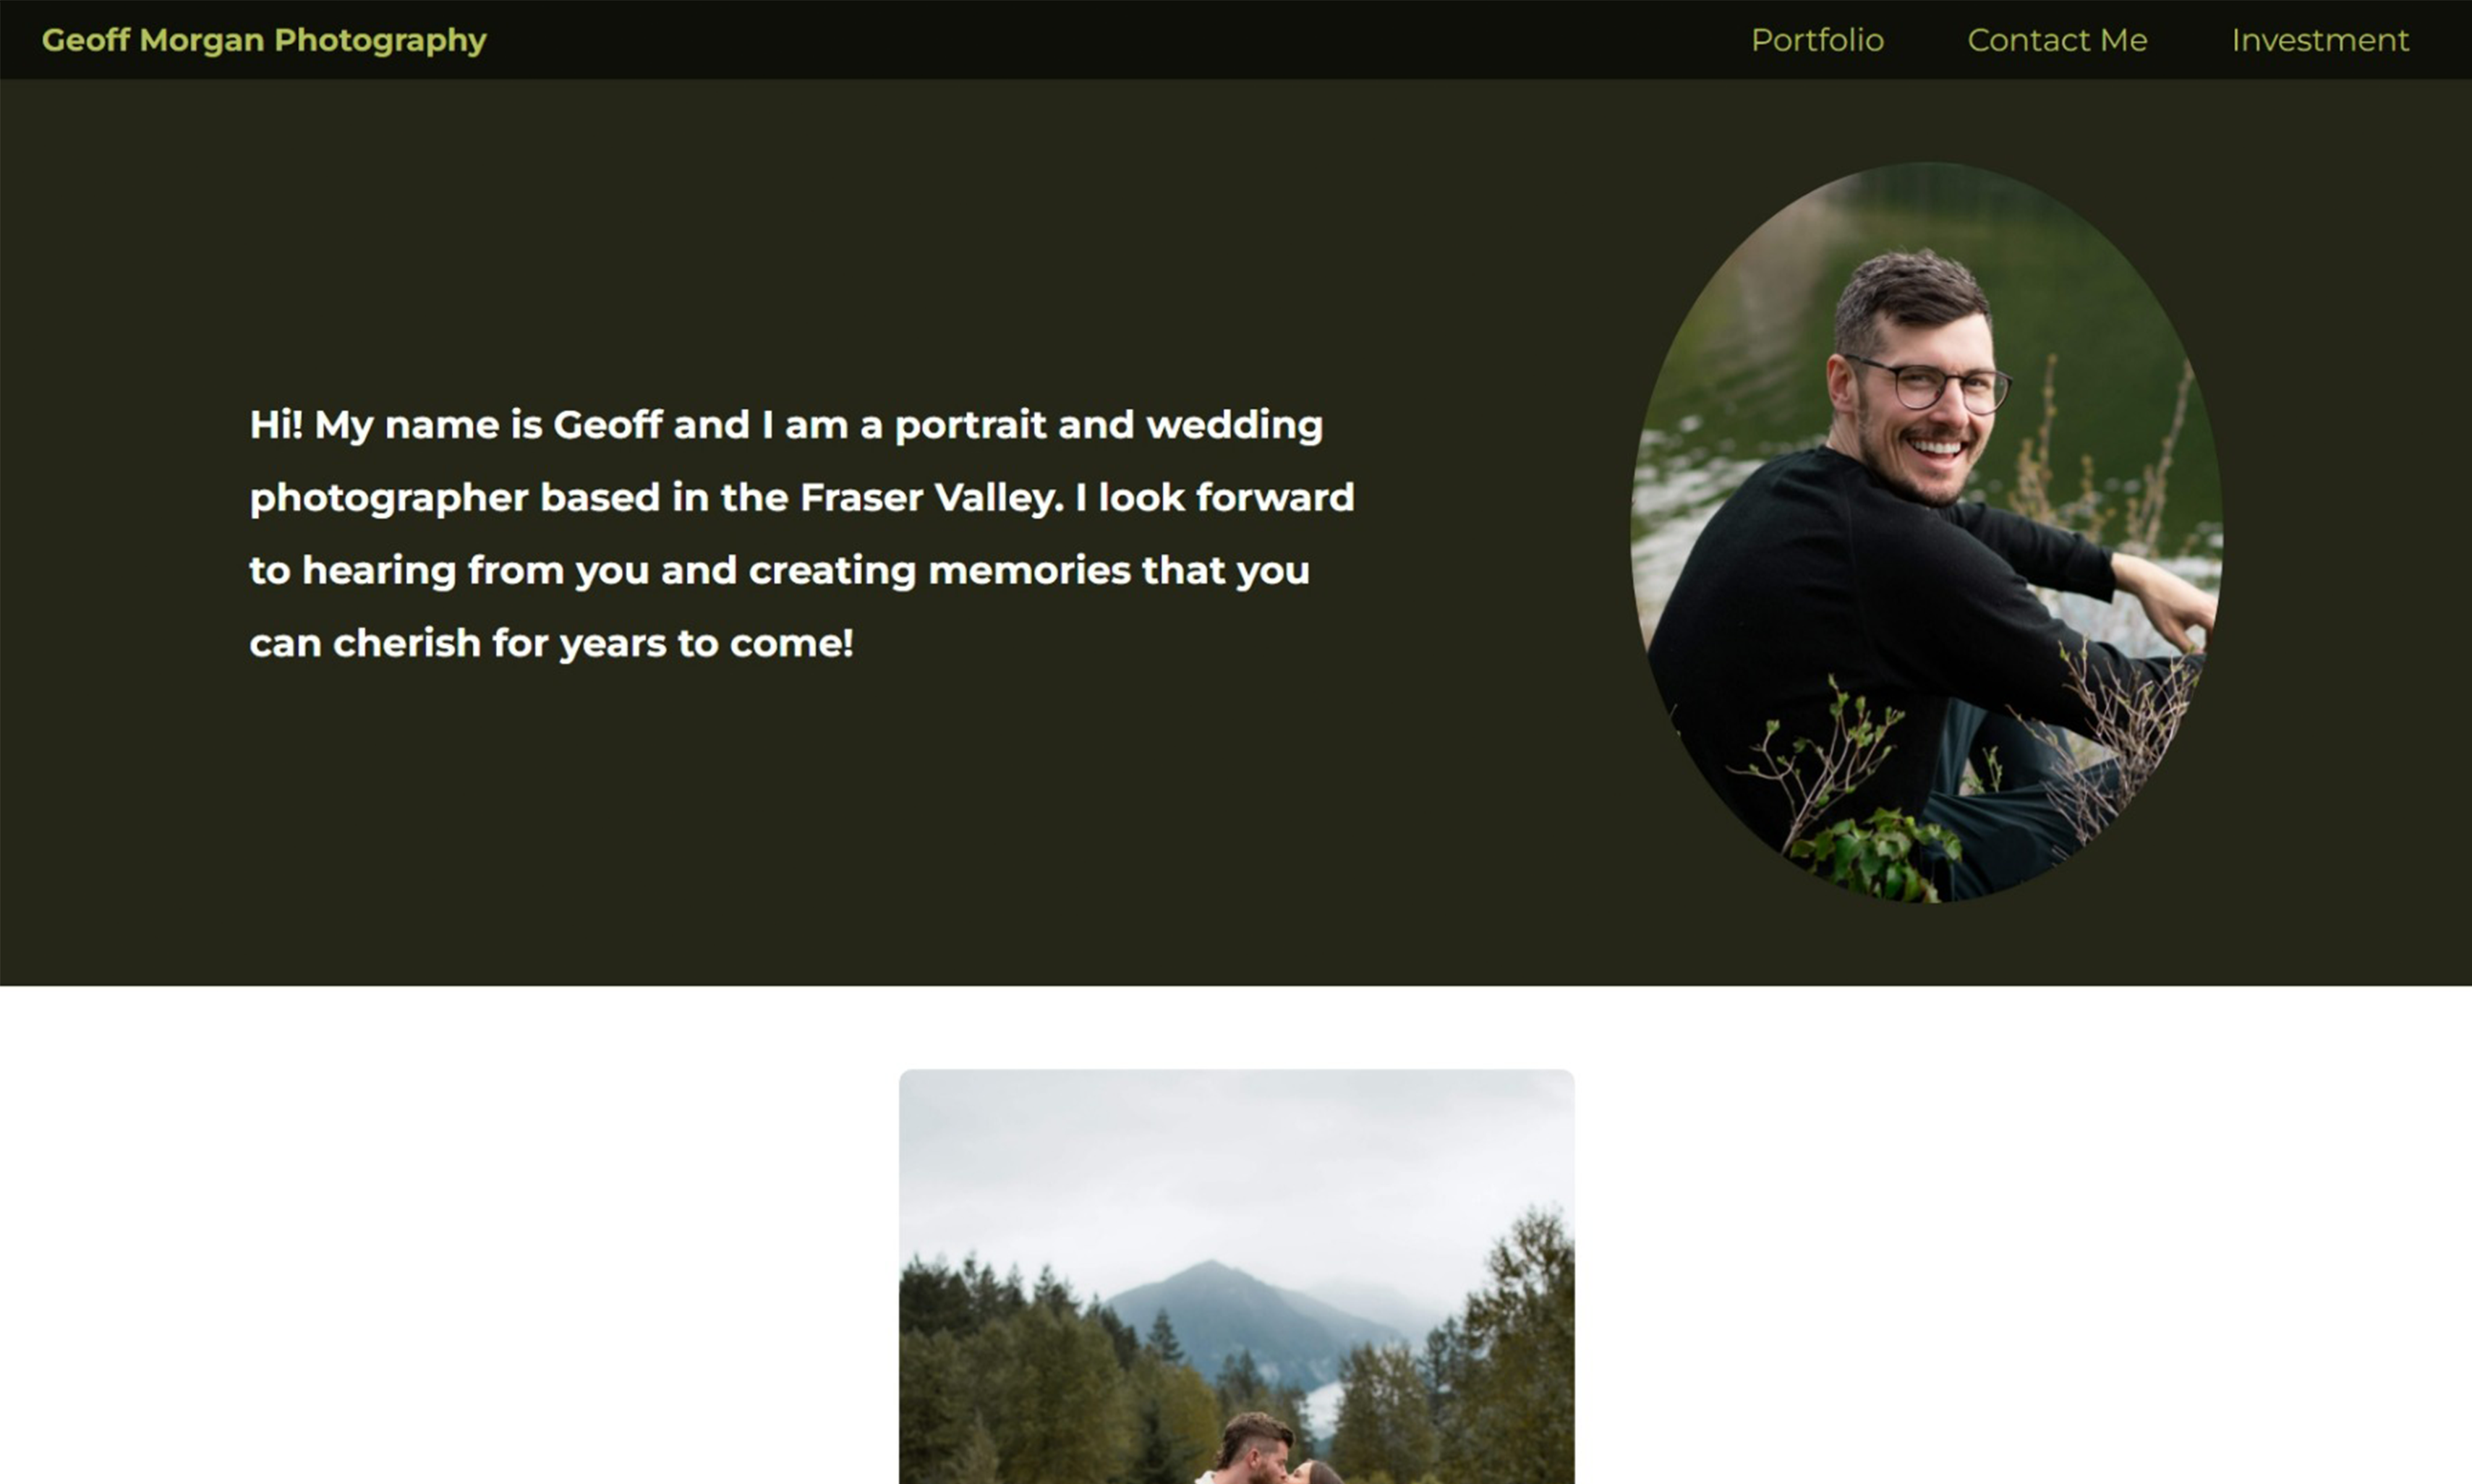 Geoff Morgan Photography
Portfolio
Contact Me
Investment
Hi! My name is Geoff and I am a portrait and wedding
photographer based in the Fraser Valley. I look forward
to hearing from you and creating memories that you
can cherish for years to come!